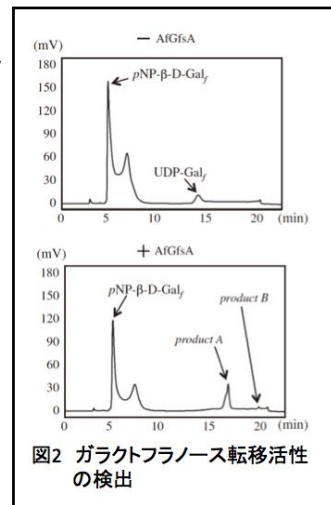 − AfGfsA
(mV)
180
150
120
90
60
30
0
pNP-β-D-Galf
UDP-Galf
0 5 10 15 20 (min)
+ AfGfsA
(mV)
180
150
120
90
60
30
0
pNP-β-D-Galf
product A
product B
0 5 10 15 20 (min)
図2 ガラクトフラノース転移活性
の検出